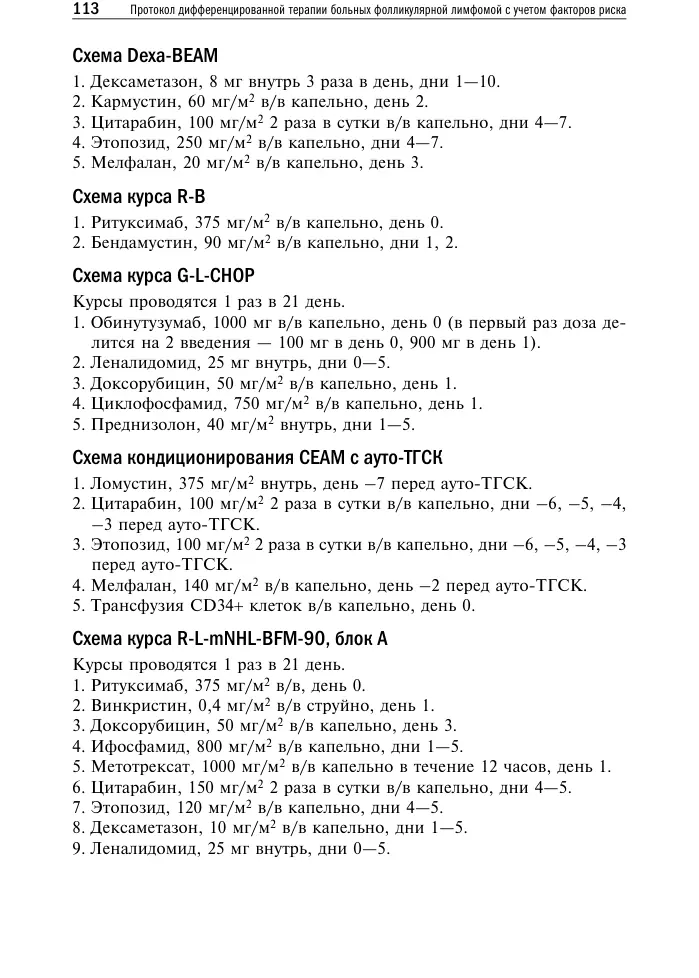 113 Протокол дифференцированной терапии больных фолликулярной лимфомой с учетом факторов риска
Схема Dexa-BEAM
1. Дексаметазон, 8 мг внутрь 3 раза в день, дни 1—10.
2. Кармустин, 60 мг/м² в/в капельно, день 2.
3. Цитарабин, 100 мг/м² 2 раза в сутки в/в капельно, дни 4—7.
4. Этопозид, 250 мг/м² в/в капельно, дни 4—7.
5. Мелфалан, 20 мг/м² в/в капельно, день 3.
Схема курса R-B
1. Ритуксимаб, 375 мг/м² в/в капельно, день 0.
2. Бендамустин, 90 мг/м² в/в капельно, дни 1, 2.
Схема курса G-L-CHOP
Курсы проводятся 1 раз в 21 день.
1. Обинутузумаб, 1000 мг в/в капельно, день 0 (в первый раз доза де-
лится на 2 введения — 100 мг в день 0, 900 мг в день 1).
2. Леналидомид, 25 мг внутрь, дни 0—5.
3. Доксорубицин, 50 мг/м² в/в капельно, день 1.
4. Циклофосфамид, 750 мг/м² в/в капельно, день 1.
5. Преднизолон, 40 мг/м² внутрь, дни 1—5.
Схема кондиционирования CEAM с ауто-ТГСК
1. Ломустин, 375 мг/м² внутрь, день −7 перед ауто-ТГСК.
2. Цитарабин, 100 мг/м² 2 раза в сутки в/в капельно, дни −6, −5, −4,
−3 перед ауто-ТГСК.
3. Этопозид, 100 мг/м² 2 раза в сутки в/в капельно, дни −6, −5, −4, −3
перед ауто-ТГСК.
4. Мелфалан, 140 мг/м² в/в капельно, день −2 перед ауто-ТГСК.
5. Трансфузия CD34+ клеток в/в капельно, день 0.
Схема курса R-L-mNHL-BFM-90, блок А
Курсы проводятся 1 раз в 21 день.
1. Ритуксимаб, 375 мг/м² в/в, день 0.
2. Винкристин, 0,4 мг/м² в/в струйно, день 1.
3. Доксорубицин, 50 мг/м² в/в капельно, день 3.
4. Ифосфамид, 800 мг/м² в/в капельно, дни 1—5.
5. Метотрексат, 1000 мг/м² в/в капельно в течение 12 часов, день 1.
6. Цитарабин, 150 мг/м² 2 раза в сутки в/в капельно, дни 4—5.
7. Этопозид, 120 мг/м² в/в капельно, дни 4—5.
8. Дексаметазон, 10 мг/м² в/в капельно, дни 1—5.
9. Леналидомид, 25 мг внутрь, дни 0—5.